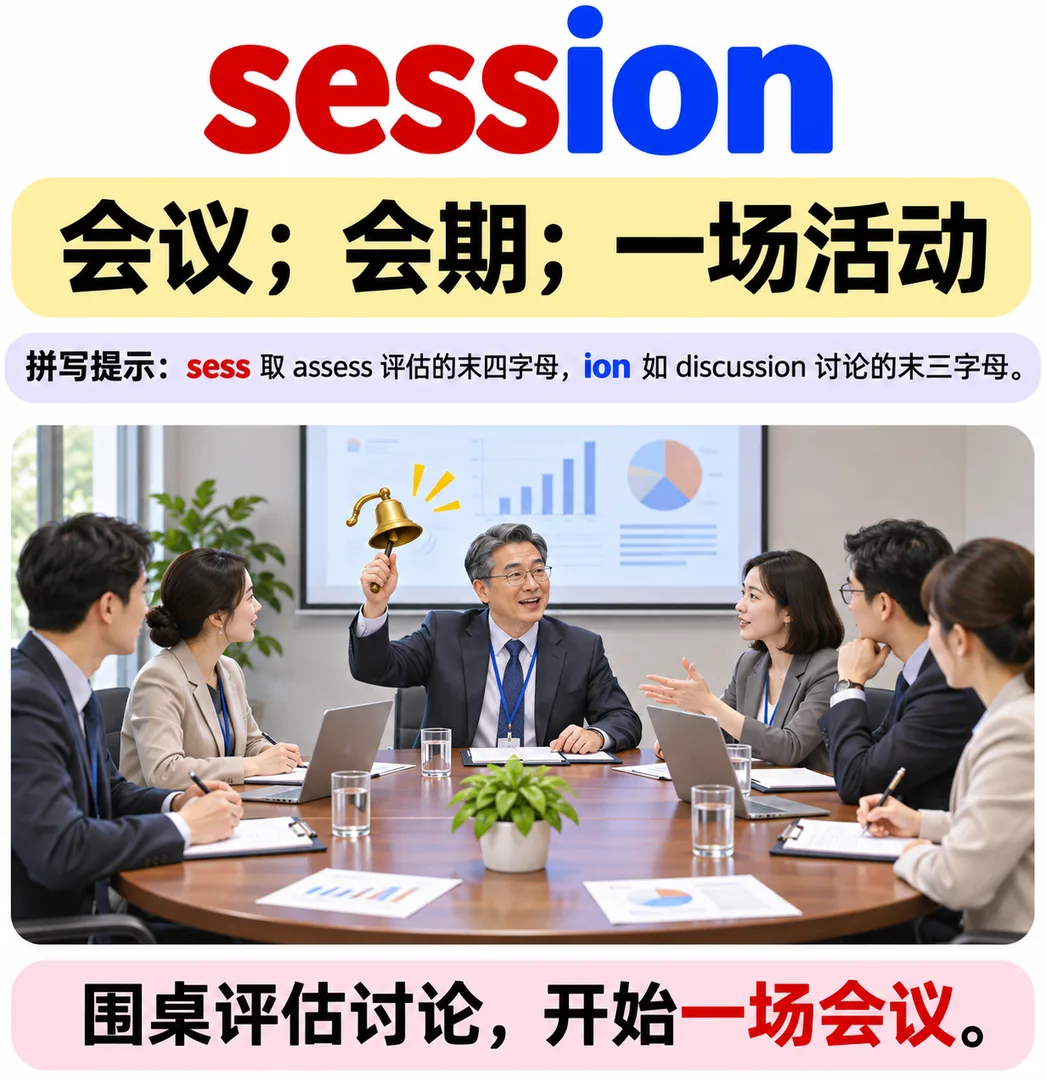 session
会议；会期；一场活动
拼写提示：sess 取 assess 评估的末四字母，ion 如 discussion 讨论的末三字母。
围桌评估讨论，开始一场会议。